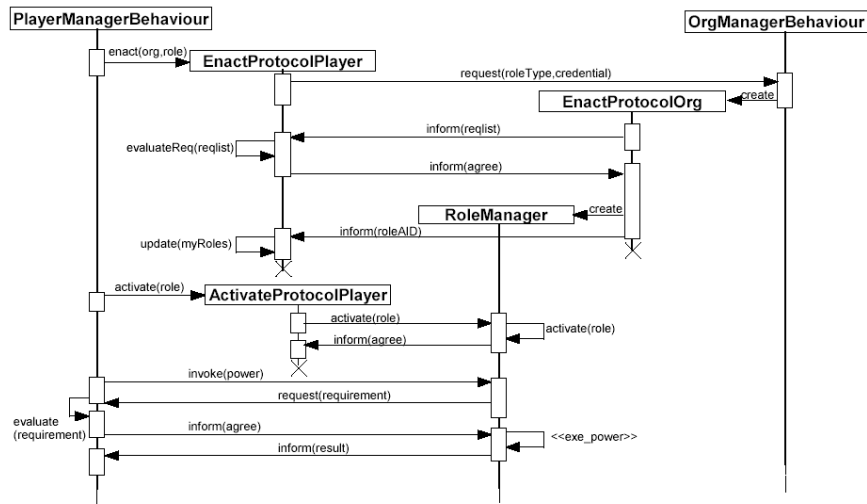 PlayerManagerBehaviour
OrgManagerBehaviour
enact(org,role)
EnactProtocolPlayer
request(roleType,credential)
EnactProtocolOrg
create
inform(reqlist)
evaluateReq(reqlist)
inform(agree)
RoleManager
create
inform(roleAID)
update(myRoles)
activate(role)
ActivateProtocolPlayer
activate(role)
activate(role)
inform(agree)
invoke(power)
request(requirement)
evaluate
(requirement)
inform(agree)
<<exe_power>>
inform(result)